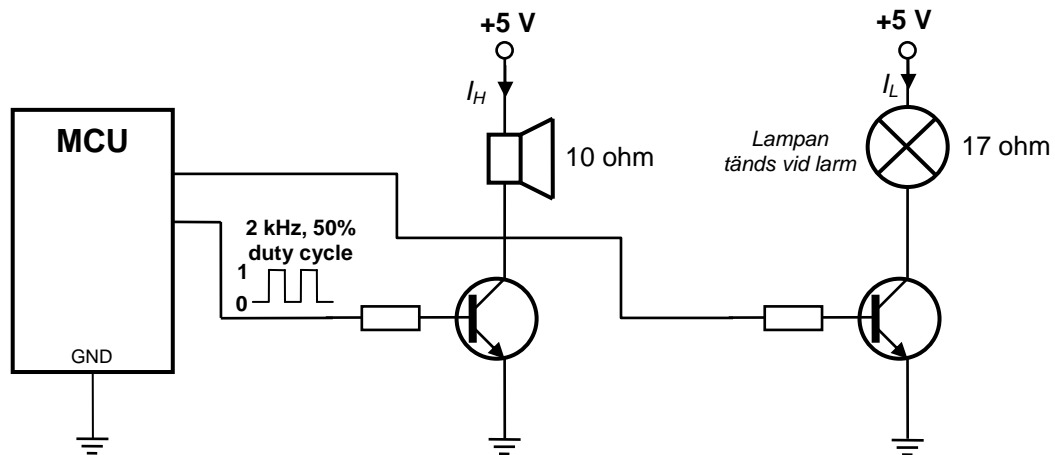 +5 V
+5 V
I_H
I_L
MCU
10 ohm
Lampan
tänds vid larm
17 ohm
2 kHz, 50%
duty cycle
1
0
GND